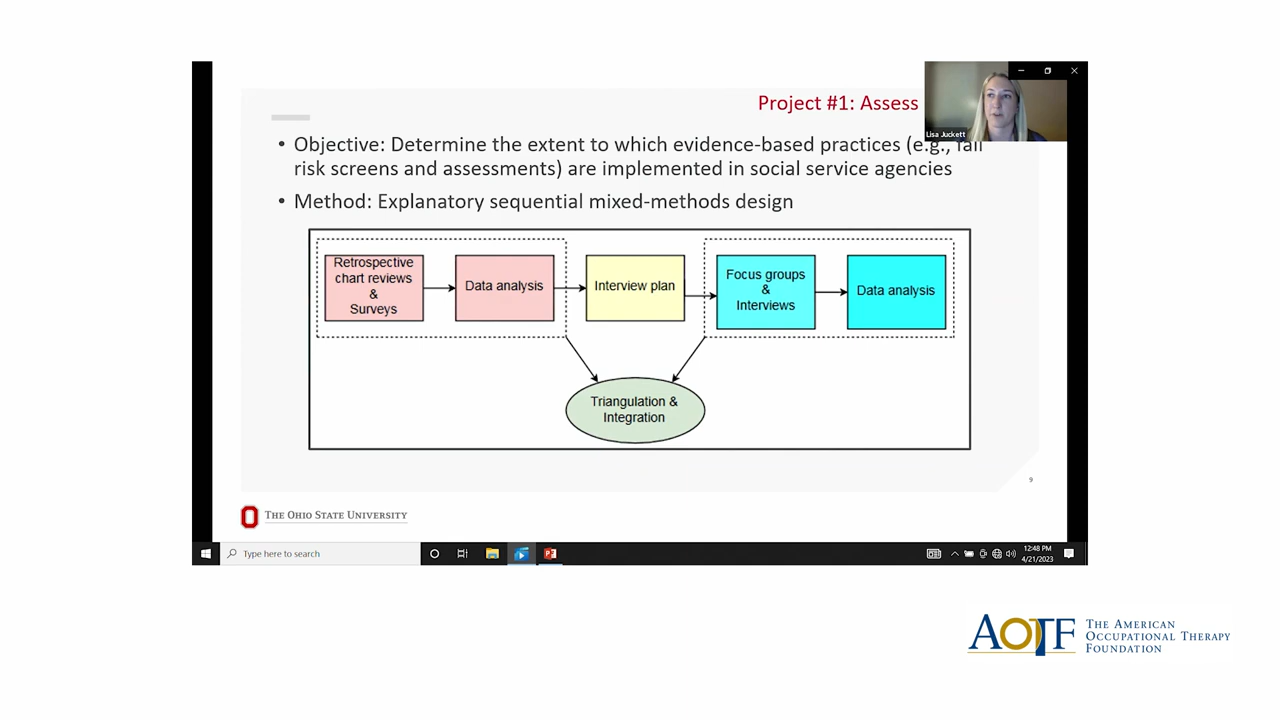 Project #1: Assess
Lisa Juckett
• Objective: Determine the extent to which evidence-based practices (e.g., fall
risk screens and assessments) are implemented in social service agencies
• Method: Explanatory sequential mixed-methods design
Retrospective
chart reviews
&
Surveys
Data analysis
Interview plan
Focus groups
&
Interviews
Data analysis
Triangulation &
Integration
9
THE OHIO STATE UNIVERSITY
Type here to search
12:48 PM
4/21/2023
AOTF
THE AMERICAN
OCCUPATIONAL THERAPY
FOUNDATION